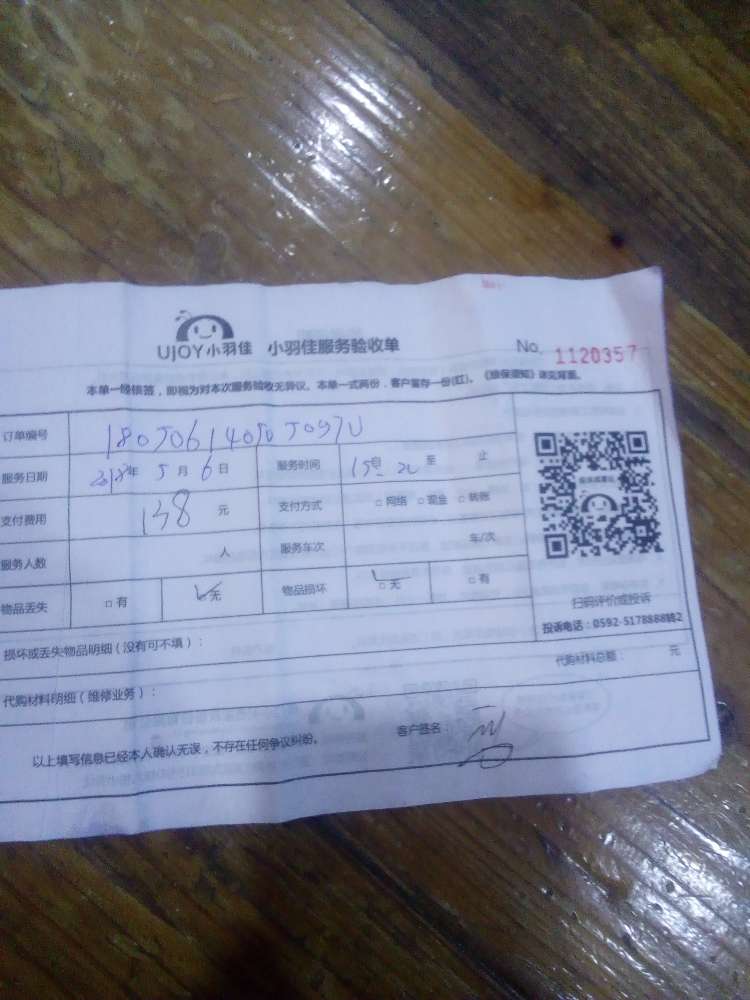 UJOY小羽佳 小羽佳服务验收单 No. 1120357
本单一经核签，即视为对本次服务验收无异议。本单一式两份，客户留存一份(红)。《维保须知》详见背面。
订单编号
服务日期 2018年 5月 6日 服务时间 15 至 止
支付费用 138 元 支付方式 □网络 □现金 □转账
服务人数 人 服务车次 车/次
物品丢失 □有 ✓□无 物品损坏 ✓□无 □有
扫码评价或投诉
投诉电话：0592-5178888转2
损坏或丢失物品明细（没有可不填）：
代购材料明细（维修业务）： 代购材料总额： 元
以上填写信息已经本人确认无误，不存在任何争议纠纷。 客户签名：